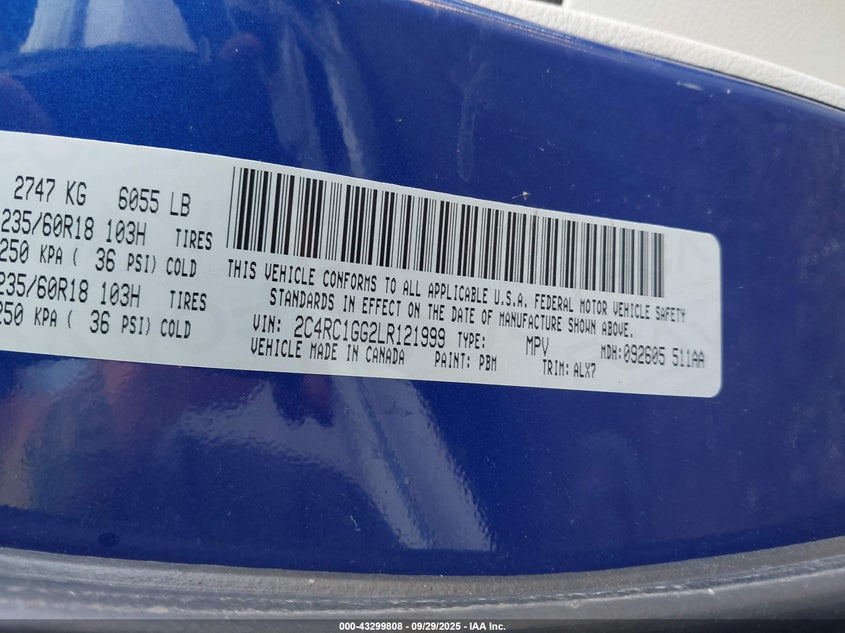 2747 KG 6055 LB
235/60R18 103H TIRES
250 KPA ( 36 PSI) COLD
235/60R18 103H TIRES
250 KPA ( 36 PSI) COLD
THIS VEHICLE CONFORMS TO ALL APPLICABLE U.S.A. FEDERAL MOTOR VEHICLE SAFETY
STANDARDS IN EFFECT ON THE DATE OF MANUFACTURE SHOWN ABOVE.
VIN: 2C4RC1GG2LR121999 TYPE: MPV MDH:092605 511AA
VEHICLE MADE IN CANADA PAINT: PBM TRIM: ALX7
000-43299808 - 09/29/2025 - IAA Inc.